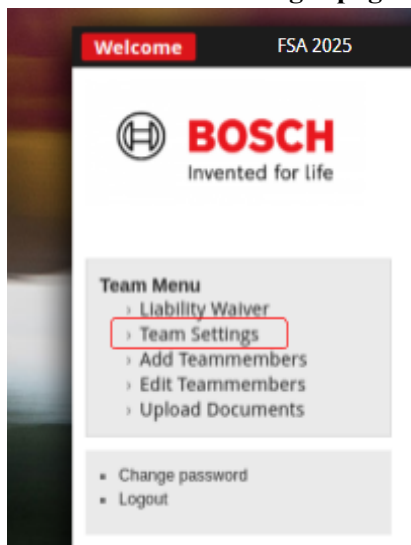 Welcome FSA 2025
BOSCH
Invented for life
Team Menu
› Liability Waiver
› Team Settings
› Add Teammembers
› Edit Teammembers
› Upload Documents
▪ Change password
▪ Logout